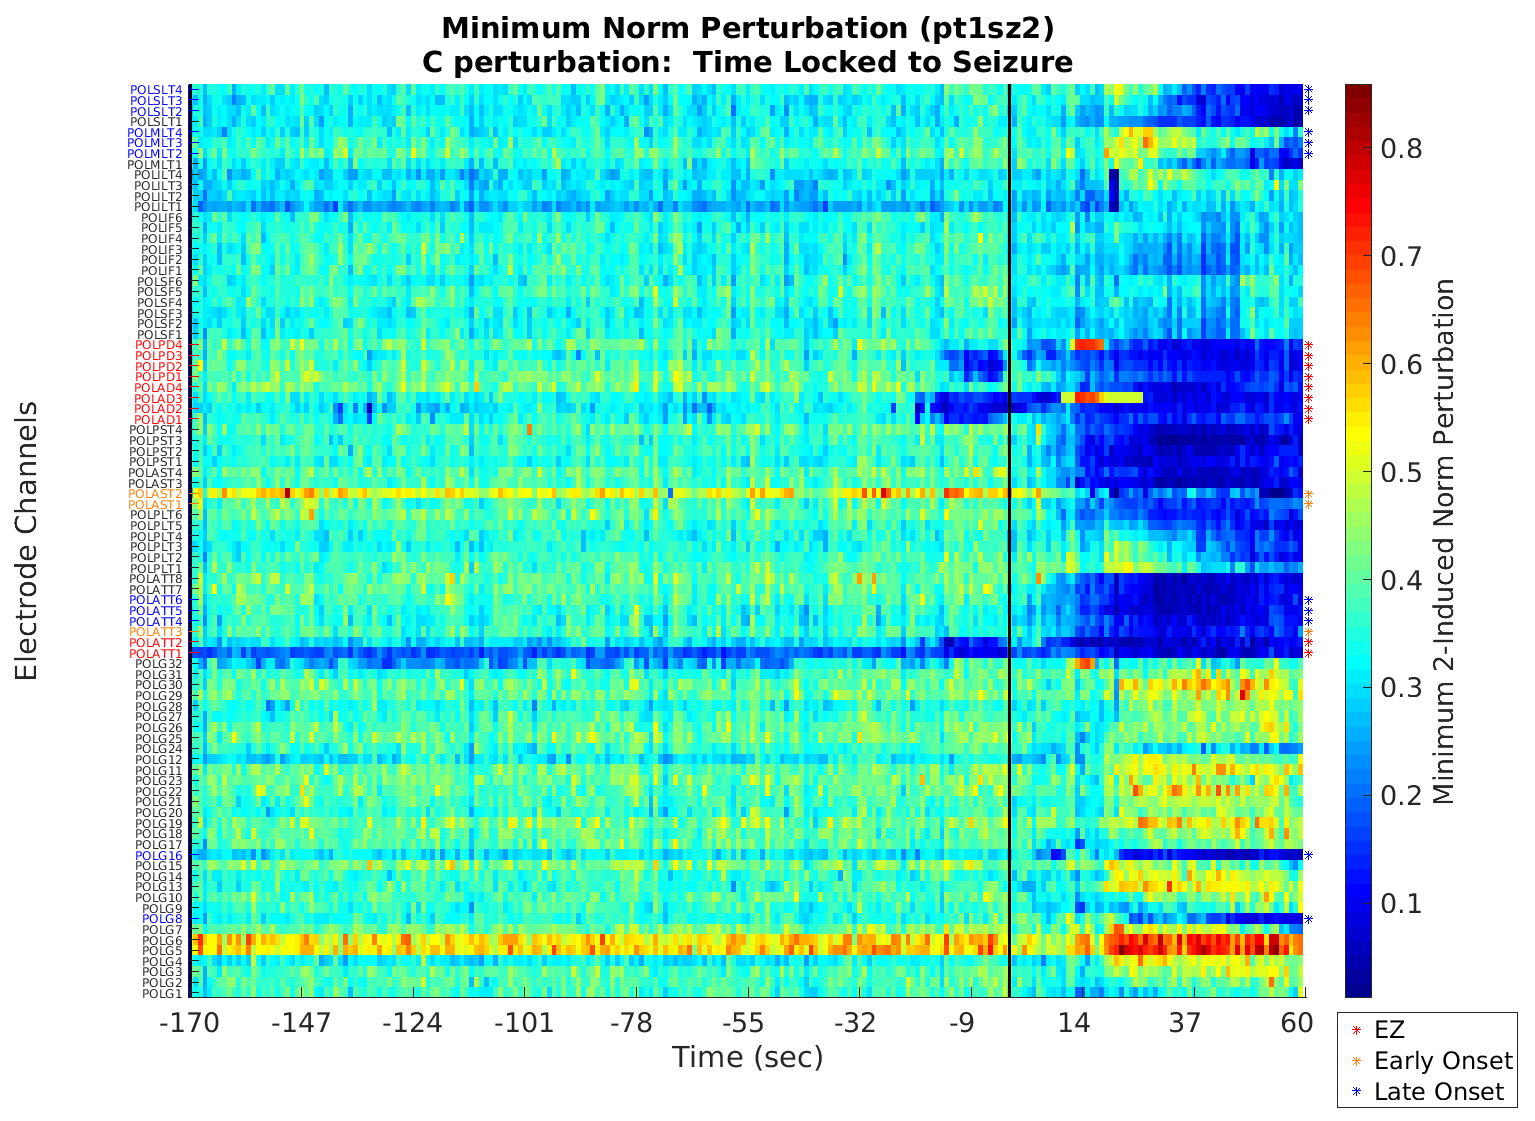 Minimum Norm Perturbation (pt1sz2)
C perturbation: Time Locked to Seizure
Electrode Channels
POLSLT4
POLSLT3
POLSLT2
POLSLT1
POLMLT4
POLMLT3
POLMLT2
POLMLT1
POLILT4
POLILT3
POLILT2
POLILT1
POLIF6
POLIF5
POLIF4
POLIF3
POLIF2
POLIF1
POLSF6
POLSF5
POLSF4
POLSF3
POLSF2
POLSF1
POLPD4
POLPD3
POLPD2
POLPD1
POLAD4
POLAD3
POLAD2
POLAD1
POLPST4
POLPST3
POLPST2
POLPST1
POLAST4
POLAST3
POLAST2
POLAST1
POLPLT6
POLPLT5
POLPLT4
POLPLT3
POLPLT2
POLPLT1
POLATT8
POLATT7
POLATT6
POLATT5
POLATT4
POLATT3
POLATT2
POLATT1
POLG32
POLG31
POLG30
POLG29
POLG28
POLG27
POLG26
POLG25
POLG24
POLG12
POLG11
POLG23
POLG22
POLG21
POLG20
POLG19
POLG18
POLG17
POLG16
POLG15
POLG14
POLG13
POLG10
POLG9
POLG8
POLG7
POLG6
POLG5
POLG4
POLG3
POLG2
POLG1
-170 -147 -124 -101 -78 -55 -32 -9 14 37 60
Time (sec)
0.8
0.7
0.6
0.5
0.4
0.3
0.2
0.1
Minimum 2-Induced Norm Perturbation
EZ
Early Onset
Late Onset